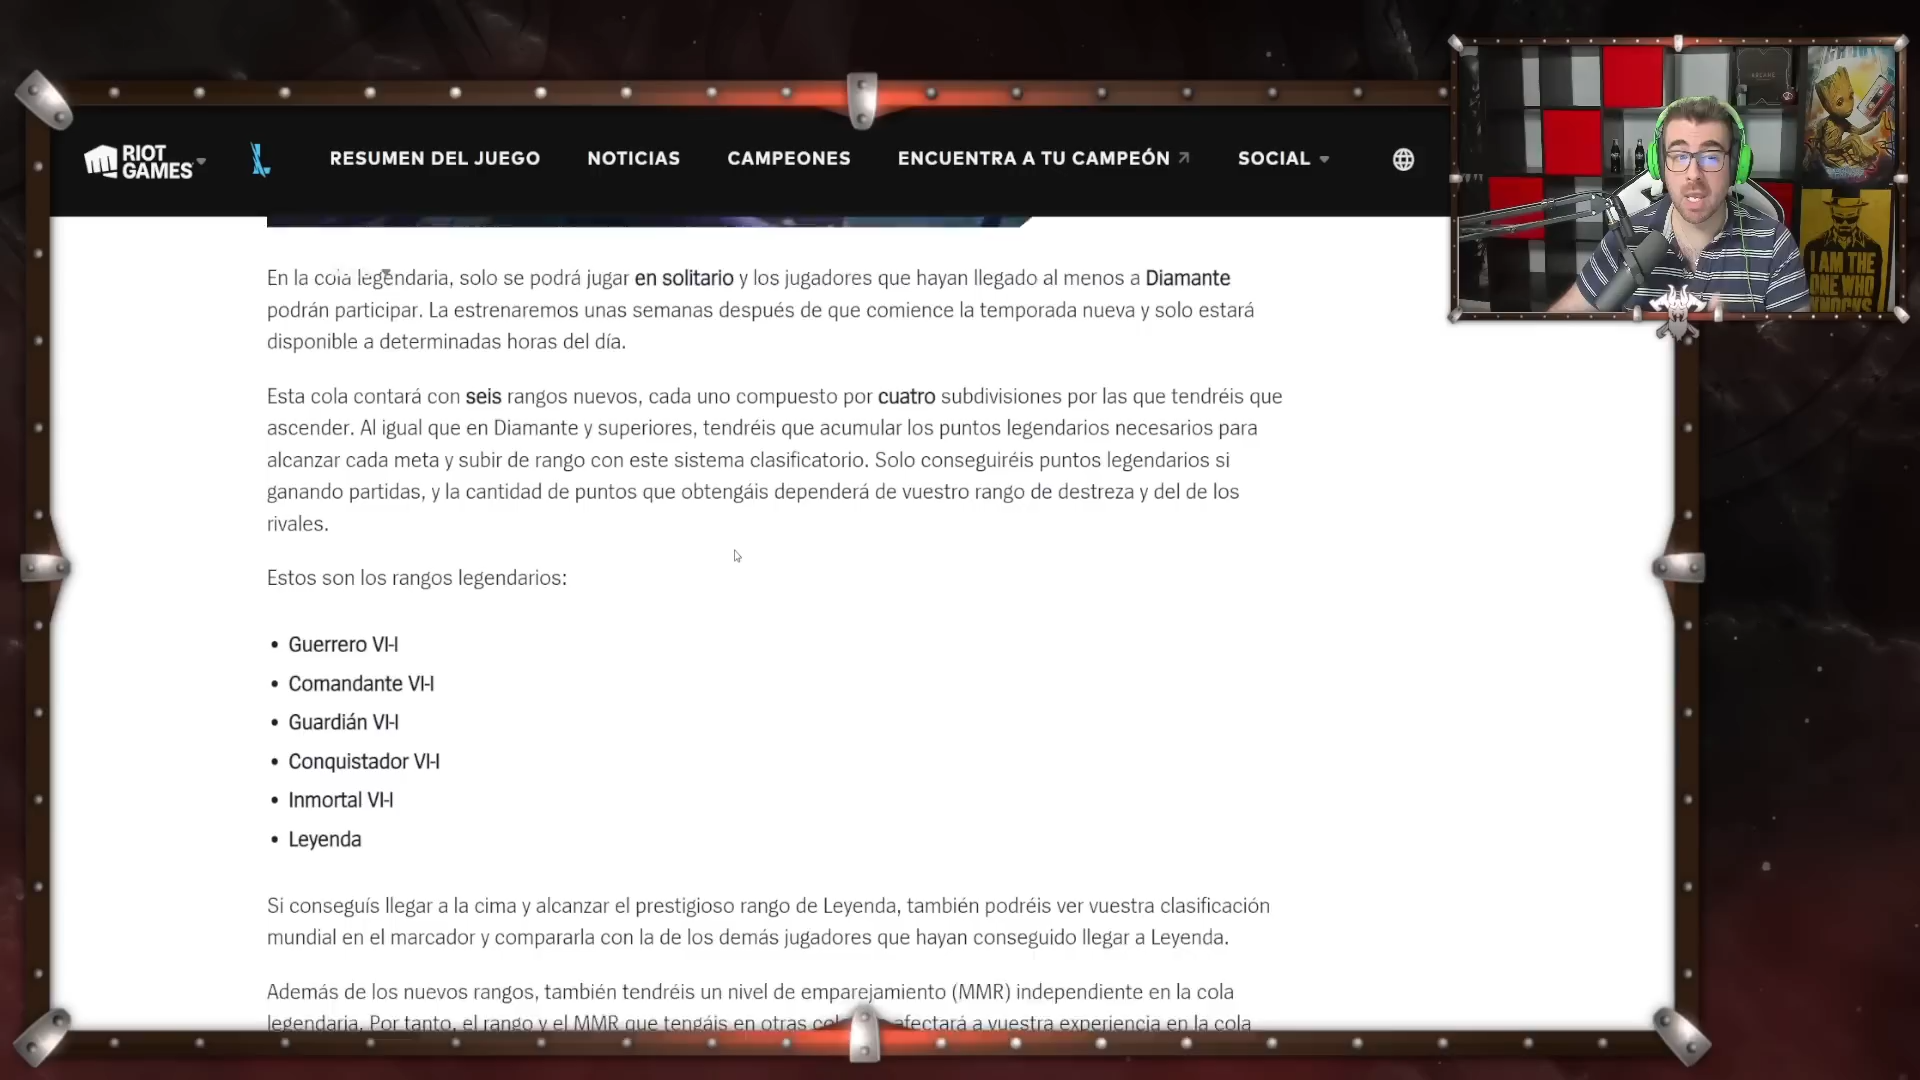 RIOT GAMES
RESUMEN DEL JUEGO
NOTICIAS
CAMPEONES
ENCUENTRA A TU CAMPEÓN
SOCIAL
En la cola legendaria, solo se podrá jugar en solitario y los jugadores que hayan llegado al menos a Diamante
podrán participar. La estrenaremos unas semanas después de que comience la temporada nueva y solo estará
disponible a determinadas horas del día.
Esta cola contará con seis rangos nuevos, cada uno compuesto por cuatro subdivisiones por las que tendréis que
ascender. Al igual que en Diamante y superiores, tendréis que acumular los puntos legendarios necesarios para
alcanzar cada meta y subir de rango con este sistema clasificatorio. Solo conseguiréis puntos legendarios si
ganando partidas, y la cantidad de puntos que obtengáis dependerá de vuestro rango de destreza y del de los
rivales.
Estos son los rangos legendarios:
• Guerrero VI-I
• Comandante VI-I
• Guardián VI-I
• Conquistador VI-I
• Inmortal VI-I
• Leyenda
Si conseguís llegar a la cima y alcanzar el prestigioso rango de Leyenda, también podréis ver vuestra clasificación
mundial en el marcador y compararla con la de los demás jugadores que hayan conseguido llegar a Leyenda.
Además de los nuevos rangos, también tendréis un nivel de emparejamiento (MMR) independiente en la cola
legendaria. Por tanto, el rango y el MMR que tengáis en otras afectará a vuestra experiencia en la cola
ARCANE
I AM THE
ONE WHO
KNOCKS